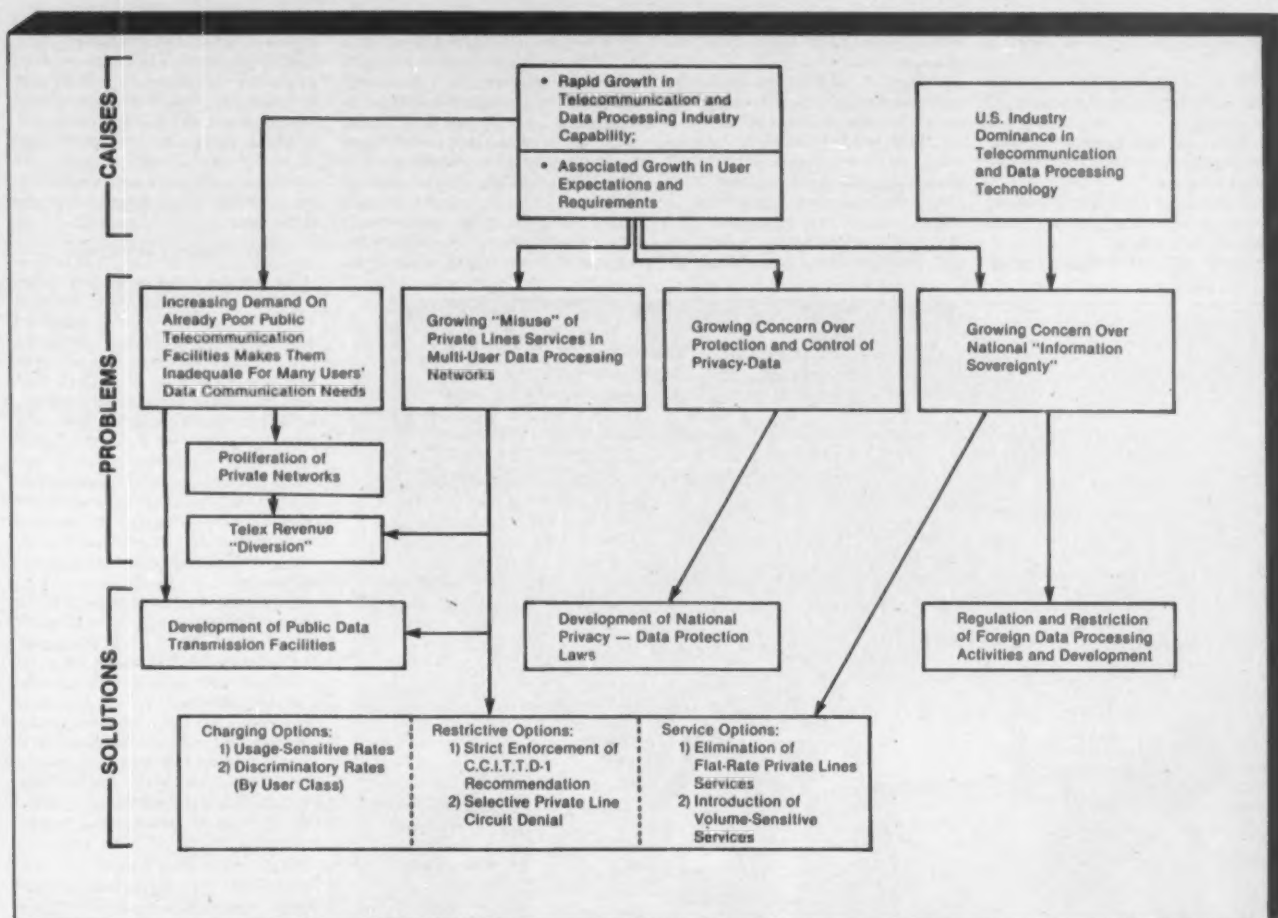 CAUSES
• Rapid Growth in
Telecommunication and
Data Processing Industry
Capability;
• Associated Growth in User
Expectations and
Requirements
U.S. Industry
Dominance in
Telecommunication
and Data Processing
Technology
PROBLEMS
Increasing Demand On
Already Poor Public
Telecommunication
Facilities Makes Them
Inadequate For Many Users'
Data Communication Needs
Growing "Misuse" of
Private Lines Services in
Multi-User Data Processing
Networks
Growing Concern Over
Protection and Control of
Privacy-Data
Growing Concern Over
National "Information
Sovereignty"
Proliferation of
Private Networks
Telex Revenue
"Diversion"
SOLUTIONS
Development of Public Data
Transmission Facilities
Development of National
Privacy — Data Protection
Laws
Regulation and Restriction
of Foreign Data Processing
Activities and Development
Charging Options:
1) Usage-Sensitive Rates
2) Discriminatory Rates
(By User Class)
Restrictive Options:
1) Strict Enforcement of
C.C.I.T.T.D-1
Recommendation
2) Selective Private Line
Circuit Denial
Service Options:
1) Elimination of
Flat-Rate Private Lines
Services
2) Introduction of
Volume-Sensitive
Services